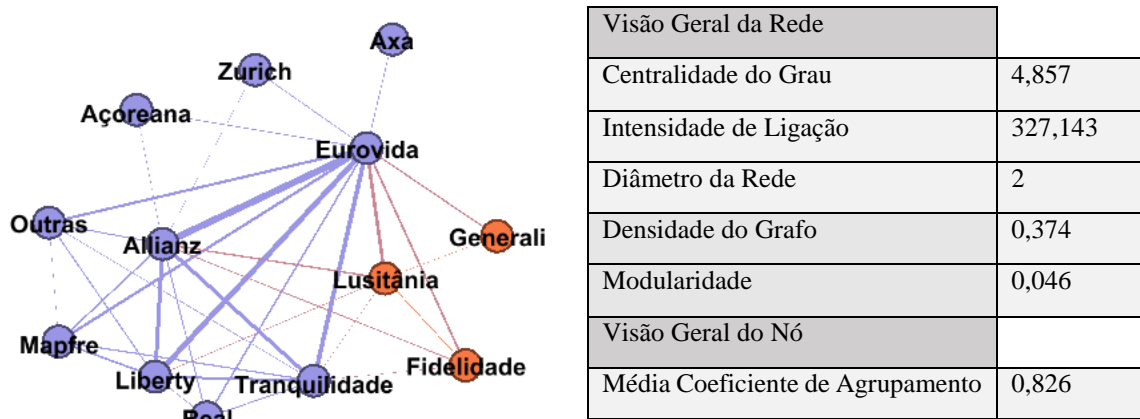 Axa
Zurich
Açoreana
Eurovida
Outras
Allianz
Generali
Lusitânia
Mapfre
Fidelidade
Liberty
Tranquilidade
Real
Visão Geral da Rede
Centralidade do Grau 4,857
Intensidade de Ligação 327,143
Diâmetro da Rede 2
Densidade do Grafo 0,374
Modularidade 0,046
Visão Geral do Nó
Média Coeficiente de Agrupamento 0,826